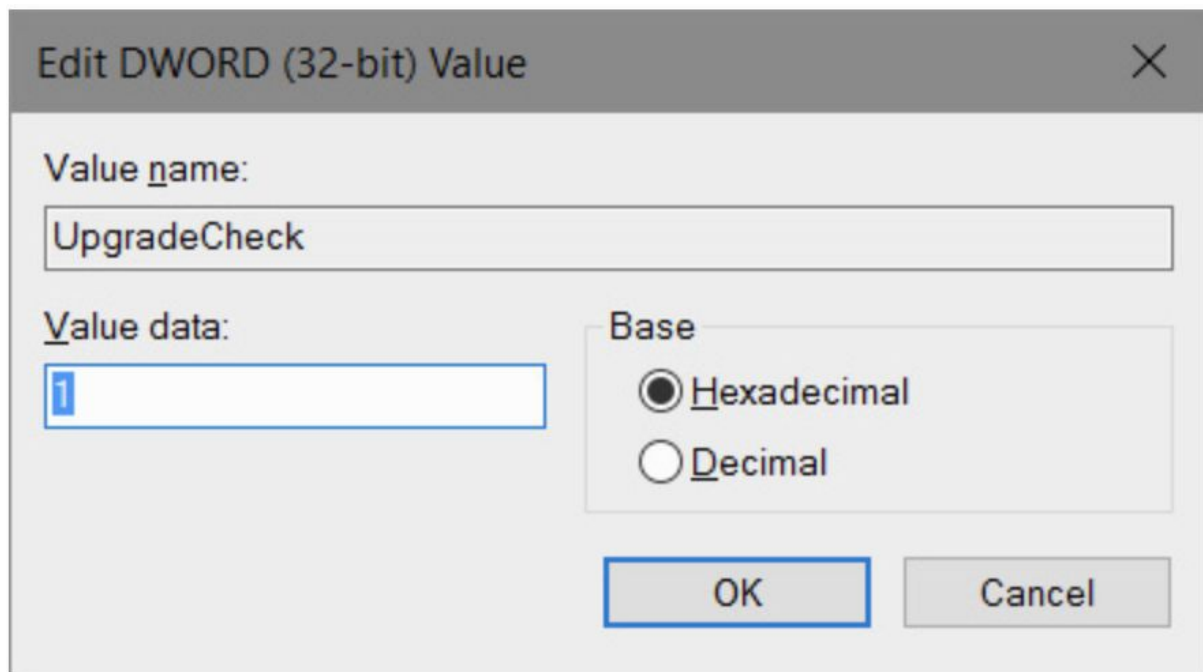 Edit DWORD (32-bit) Value
Value name:
UpgradeCheck
Value data:
1
Base
Hexadecimal
Decimal
OK
Cancel